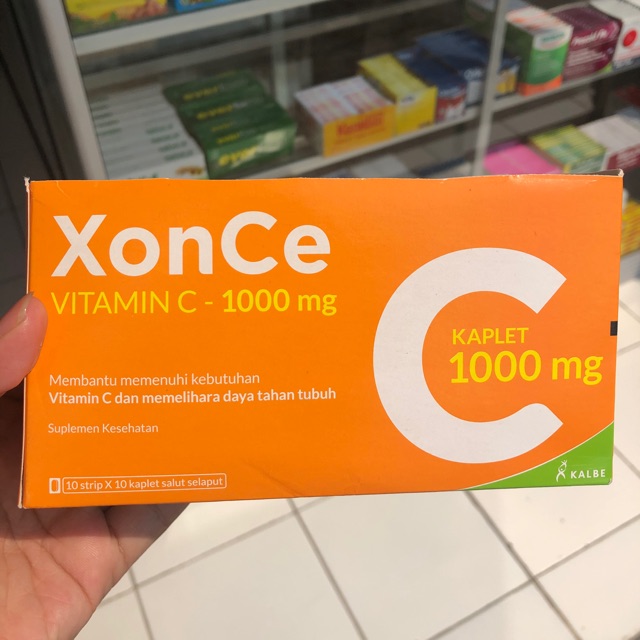 XonCe
VITAMIN C - 1000 mg
KAPLET
1000 mg
Membantu memenuhi kebutuhan
Vitamin C dan memelihara daya tahan tubuh
Suplemen Kesehatan
10 strip X 10 kaplet salut selaput
KALBE